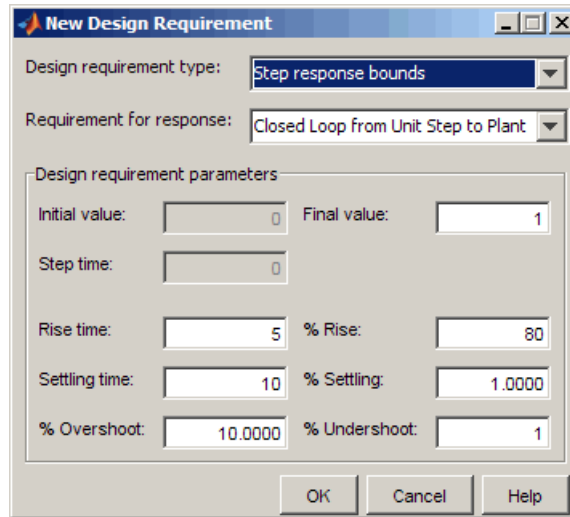 New Design Requirement
Design requirement type: Step response bounds
Requirement for response: Closed Loop from Unit Step to Plant
Design requirement parameters
Initial value: 0 Final value: 1
Step time: 0
Rise time: 5 % Rise: 80
Settling time: 10 % Settling: 1.0000
% Overshoot: 10.0000 % Undershoot: 1
OK Cancel Help